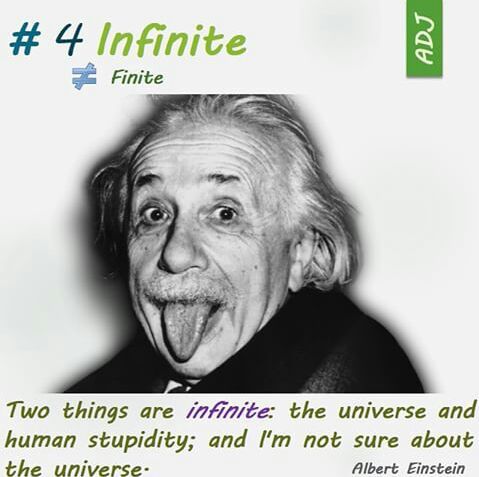 # 4 Infinite
ADJ
≠ Finite
Two things are infinite: the universe and
human stupidity; and I'm not sure about
the universe.
Albert Einstein